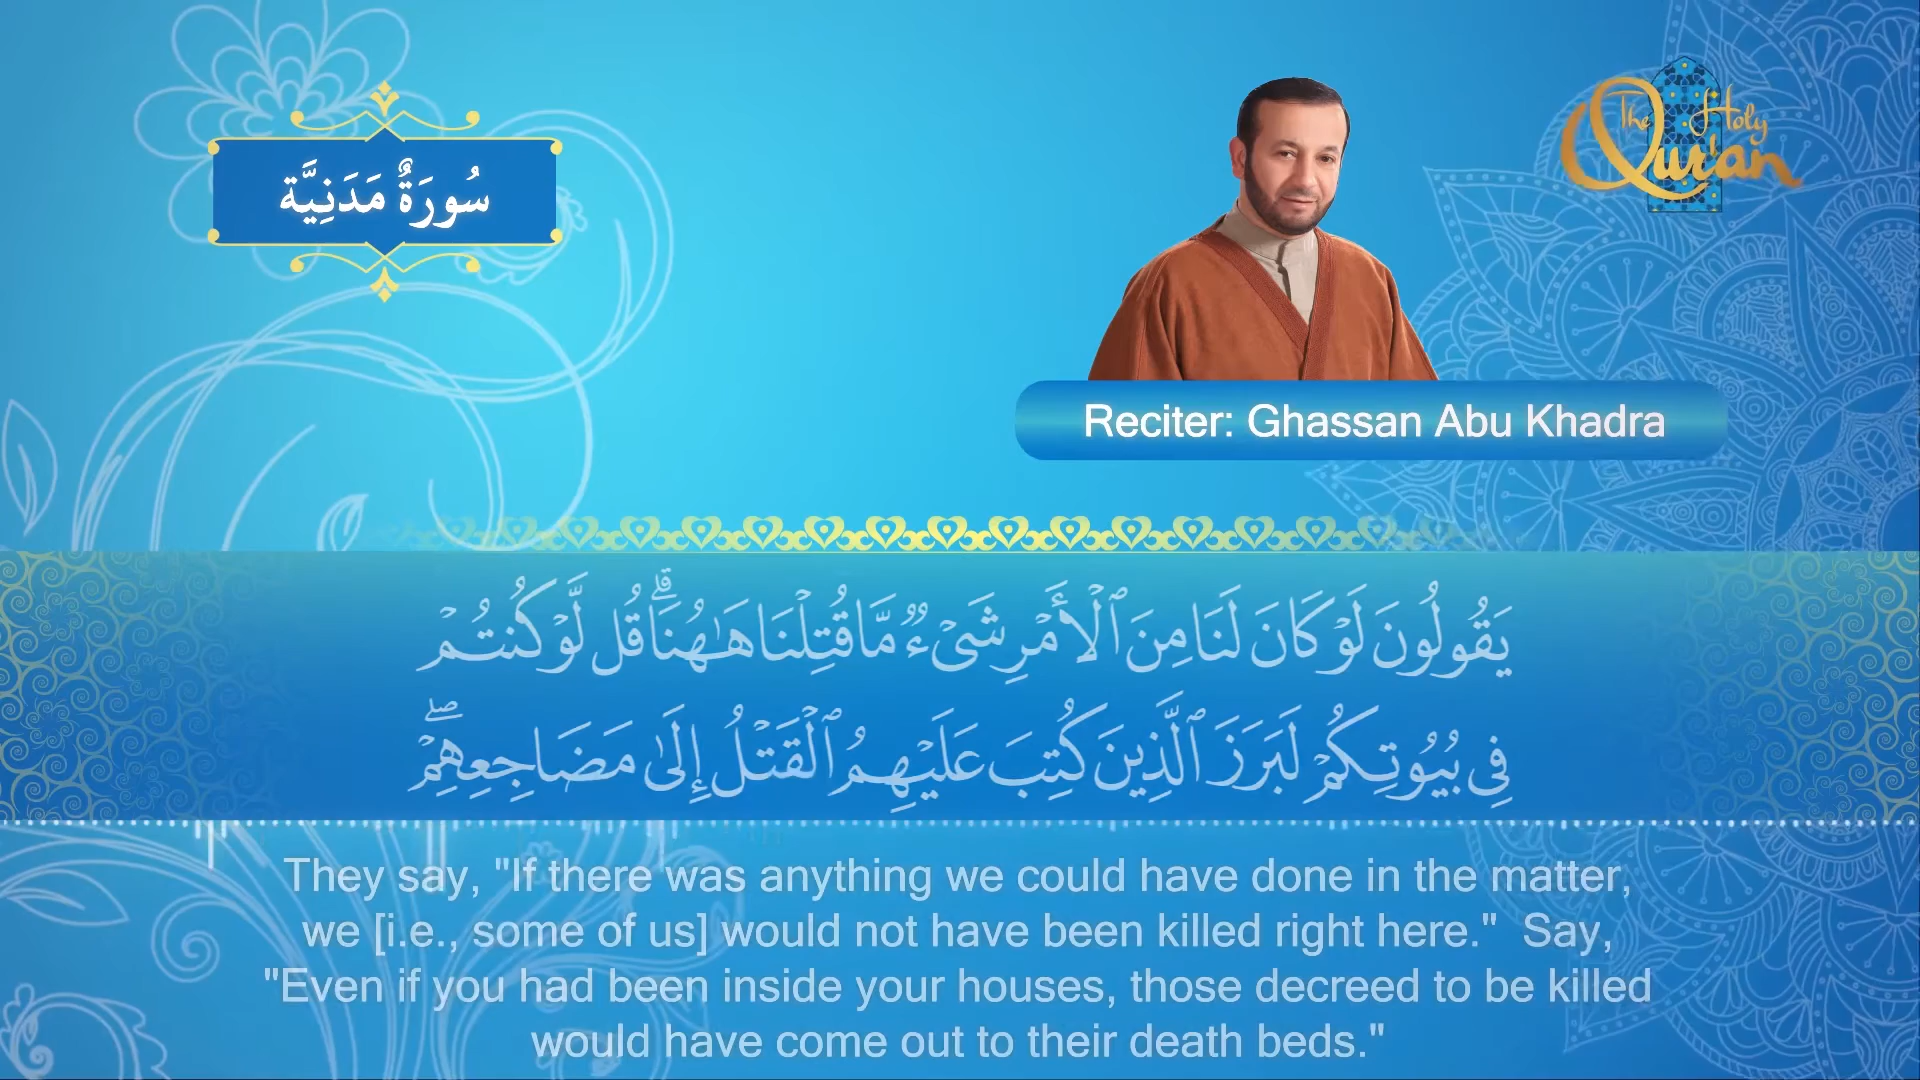 سُورَةٌ مَدَنِيَّة
The Holy
Qur'an
Reciter: Ghassan Abu Khadra
يَقُولُونَ لَوْ كَانَ لَنَا مِنَ ٱلْأَمْرِ شَىْءٌ مَّا قُتِلْنَا هَـٰهُنَا ۗ قُل لَّوْ كُنتُمْ
فِى بُيُوتِكُمْ لَبَرَزَ ٱلَّذِينَ كُتِبَ عَلَيْهِمُ ٱلْقَتْلُ إِلَىٰ مَضَاجِعِهِمْ ۖ
They say, "If there was anything we could have done in the matter,
we [i.e., some of us] would not have been killed right here."  Say,
"Even if you had been inside your houses, those decreed to be killed
would have come out to their death beds."